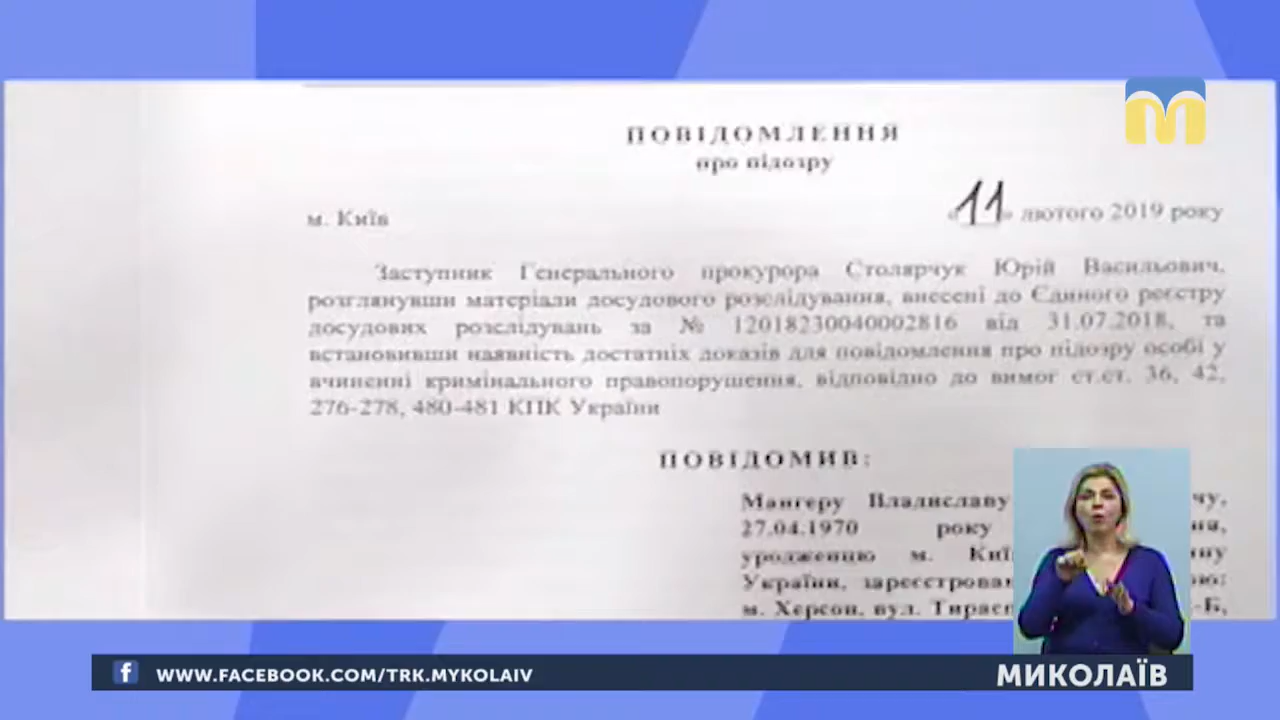 ПОВІДОМЛЕННЯ
про підозру
м. Київ
«11» лютого 2019 року
Заступник Генерального прокурора Столярчук Юрій Васильович,
розглянувши матеріали досудового розслідування, внесені до Єдиного реєстру
досудових розслідувань за № 12018230040002816 від 31.07.2018, та
встановивши наявність достатніх доказів для повідомлення про підозру особі у
вчиненні кримінального правопорушення, відповідно до вимог ст.ст. 36, 42,
276-278, 480-481 КПК України
ПОВІДОМИВ:
Мангеру Владиславу
27.04.1970 року
уродженцю м.
України,
м. Херсон, вул.
WWW.FACEBOOK.COM/TRK.MYKOLAIV
МИКОЛАЇВ